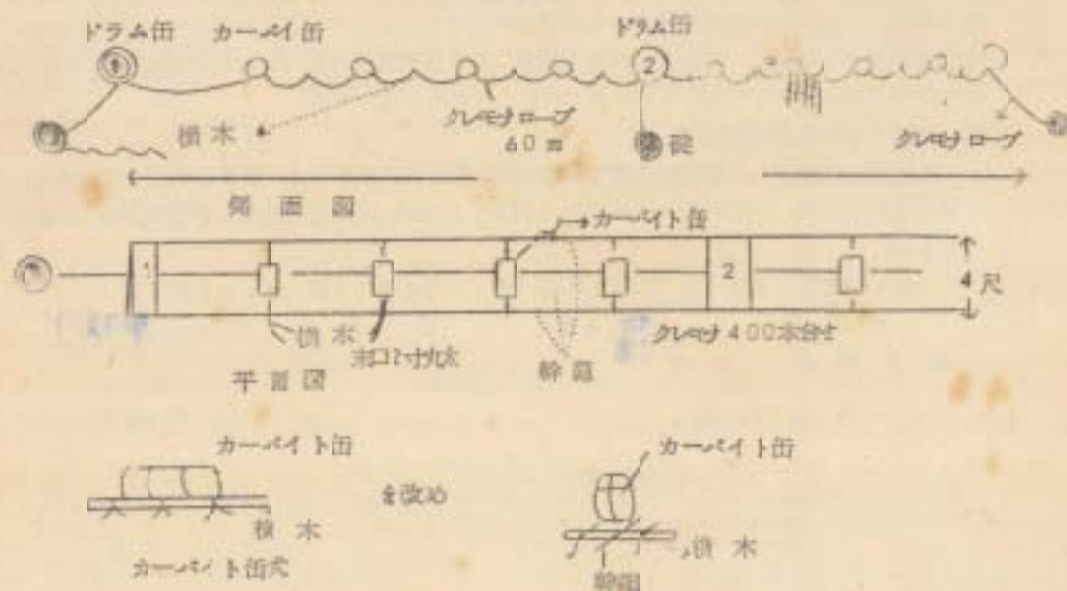 ドラム缶 カーバイ缶 ドラム缶
1 2
横木 クレモナロープ 碇 クレモナロープ
60m
側面図
カーバイト缶
1 2 4尺
横木 末口2寸丸太 幹縄 クレモナ400本合せ
平面図
カーバイト缶 を改め カーバイト缶
横木 横木
カーバイト缶式 幹縄